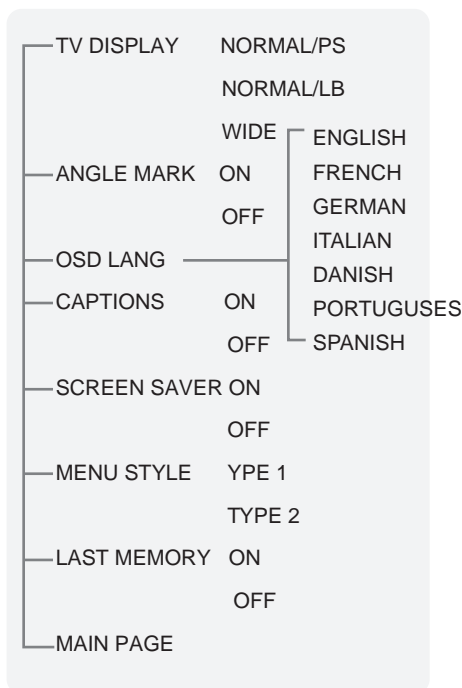 TV DISPLAY NORMAL/PS
NORMAL/LB
WIDE
ANGLE MARK ON
OFF
OSD LANG
ENGLISH
FRENCH
GERMAN
ITALIAN
DANISH
PORTUGUSES
SPANISH
CAPTIONS ON
OFF
SCREEN SAVER ON
OFF
MENU STYLE YPE 1
TYPE 2
LAST MEMORY ON
OFF
MAIN PAGE